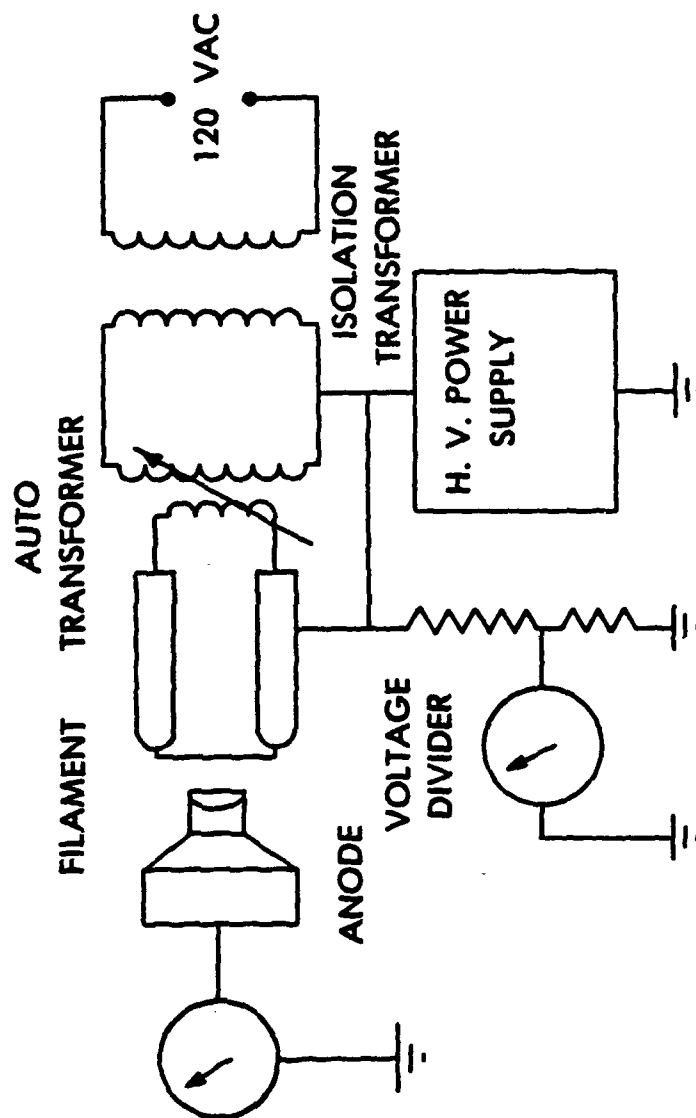 AUTO
FILAMENT TRANSFORMER
120 VAC
ANODE
ISOLATION
TRANSFORMER
VOLTAGE
DIVIDER
H. V. POWER
SUPPLY